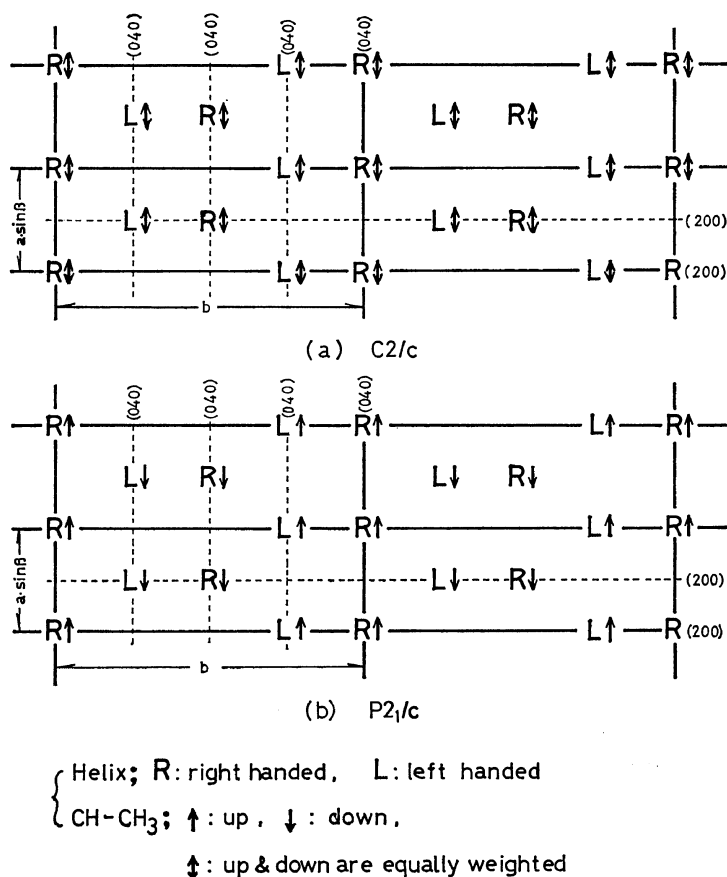 (040) (040) (040) (040)
R⇕ L⇕ R⇕ L⇕ R⇕
L⇕ R⇕ L⇕ R⇕
R⇕ L⇕ R⇕ L⇕ R⇕
a·sinβ
L⇕ R⇕ L⇕ R⇕ (200)
R⇕ L⇕ R⇕ L⇕ R (200)
b
(a) C2/c
(040) (040) (040) (040)
R↑ L↑ R↑ L↑ R↑
L↓ R↓ L↓ R↓
R↑ L↑ R↑ L↑ R↑
a·sinβ
L↓ R↓ L↓ R↓ (200)
R↑ L↑ R↑ L↑ R (200)
b
(b) P2₁/c
Helix; R: right handed, L: left handed
CH-CH₃; ↑: up, ↓: down,
⇕: up & down are equally weighted